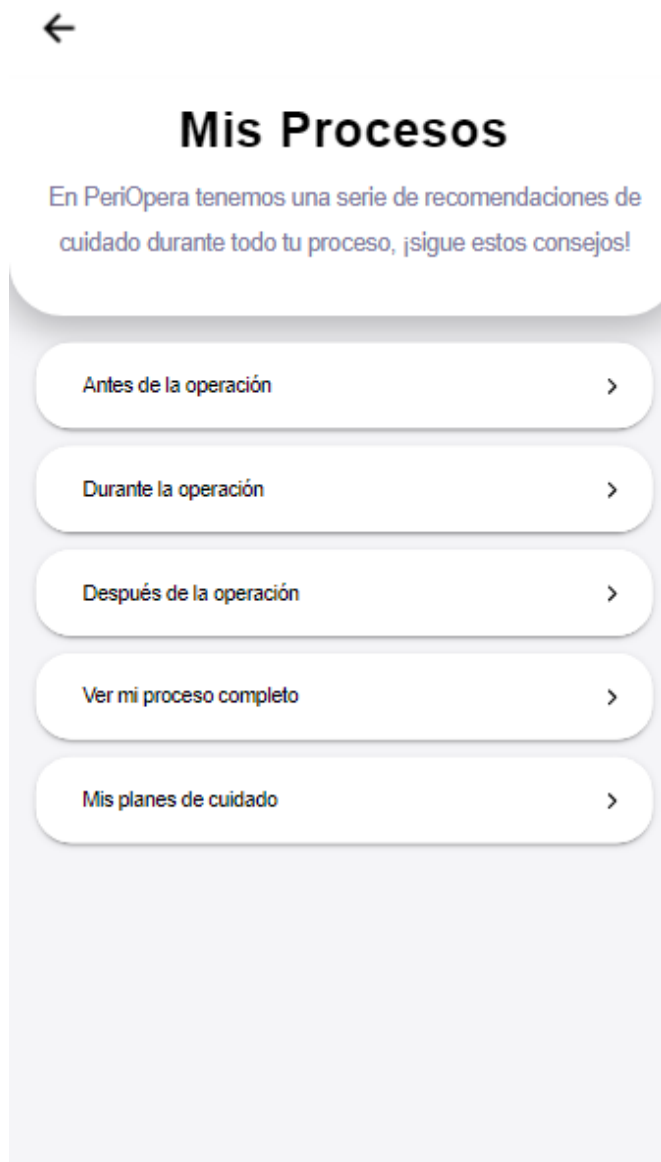 Mis Procesos
En PeriOpera tenemos una serie de recomendaciones de
cuidado durante todo tu proceso, ¡sigue estos consejos!
Antes de la operación
Durante la operación
Después de la operación
Ver mi proceso completo
Mis planes de cuidado